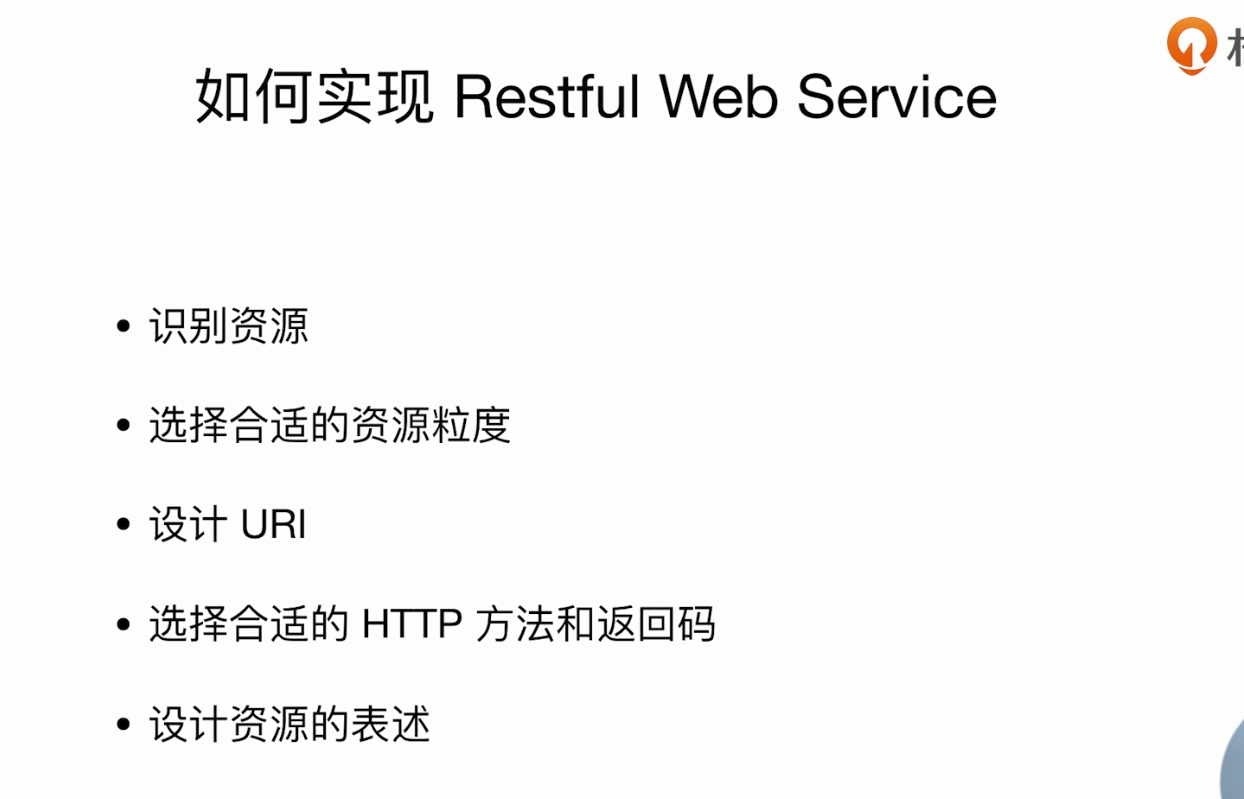 如何实现 Restful Web Service
• 识别资源
• 选择合适的资源粒度
• 设计 URI
• 选择合适的 HTTP 方法和返回码
• 设计资源的表述